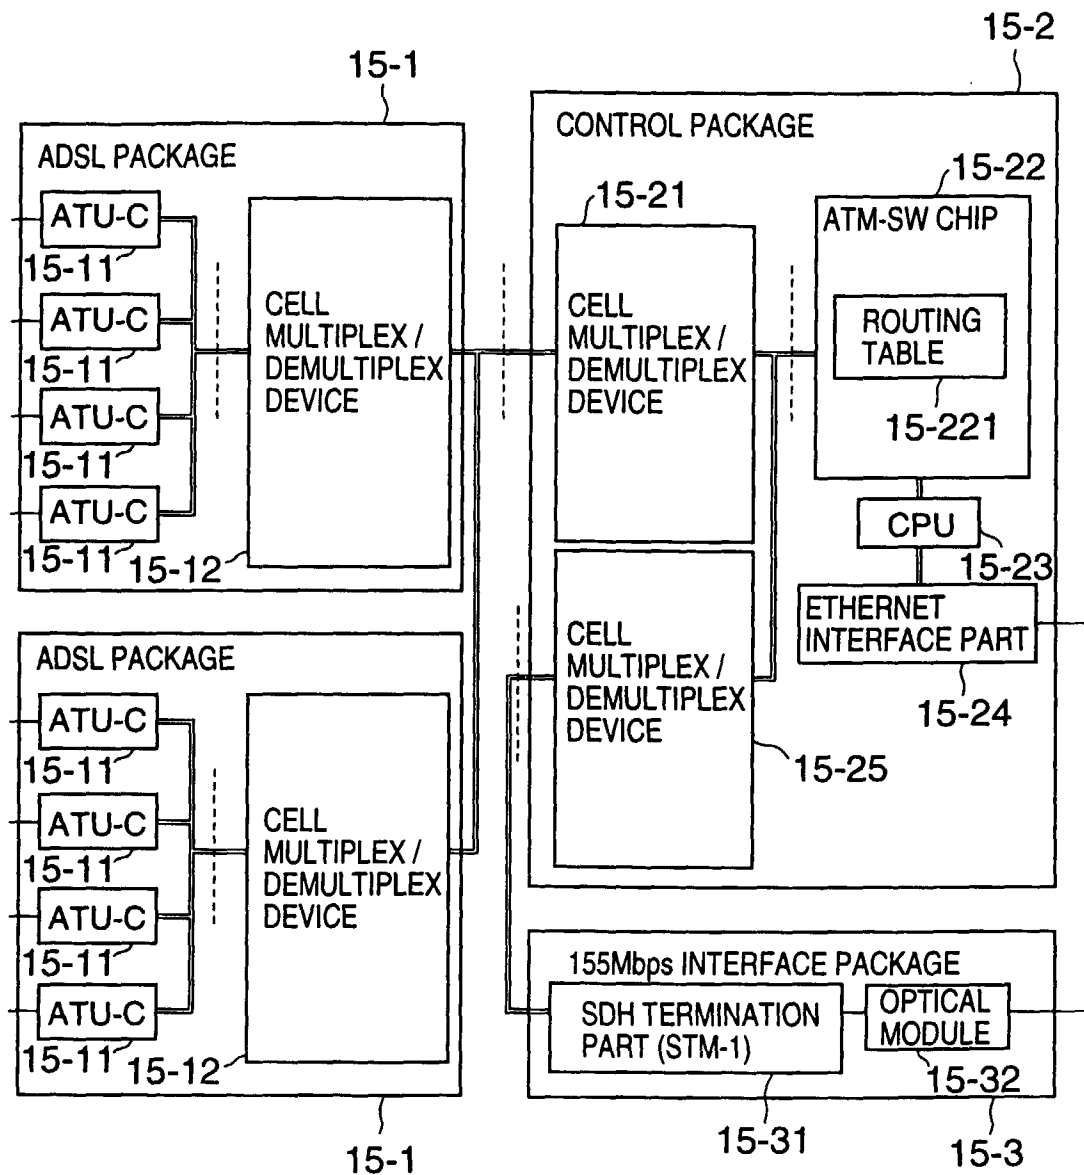 15-1
ADSL PACKAGE
ATU-C
15-11
ATU-C
15-11
ATU-C
15-11
ATU-C
15-11
CELL
MULTIPLEX /
DEMULTIPLEX
DEVICE
15-12
ADSL PACKAGE
ATU-C
15-11
ATU-C
15-11
ATU-C
15-11
ATU-C
15-11
CELL
MULTIPLEX /
DEMULTIPLEX
DEVICE
15-12
15-1
15-2
CONTROL PACKAGE
15-21
CELL
MULTIPLEX /
DEMULTIPLEX
DEVICE
15-22
ATM-SW CHIP
ROUTING
TABLE
15-221
CPU
15-23
ETHERNET
INTERFACE PART
15-24
CELL
MULTIPLEX /
DEMULTIPLEX
DEVICE
15-25
155Mbps INTERFACE PACKAGE
SDH TERMINATION
PART (STM-1)
15-31
OPTICAL
MODULE
15-32
15-3